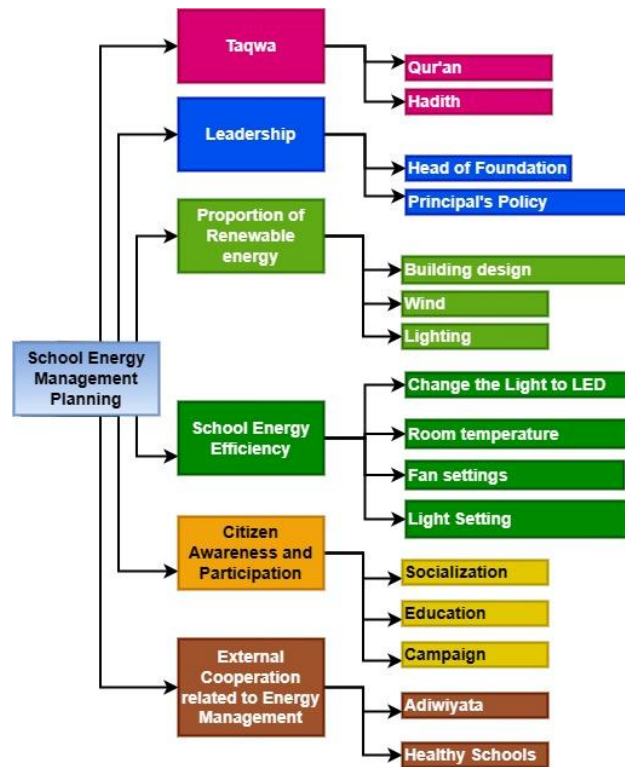 Taqwa
Qur'an
Hadith
Leadership
Head of Foundation
Principal's Policy
Proportion of
Renewable
energy
Building design
Wind
Lighting
School Energy
Management
Planning
School Energy
Efficiency
Change the Light to LED
Room temperature
Fan settings
Light Setting
Citizen
Awareness and
Participation
Socialization
Education
Campaign
External
Cooperation
related to Energy
Management
Adiwiyata
Healthy Schools